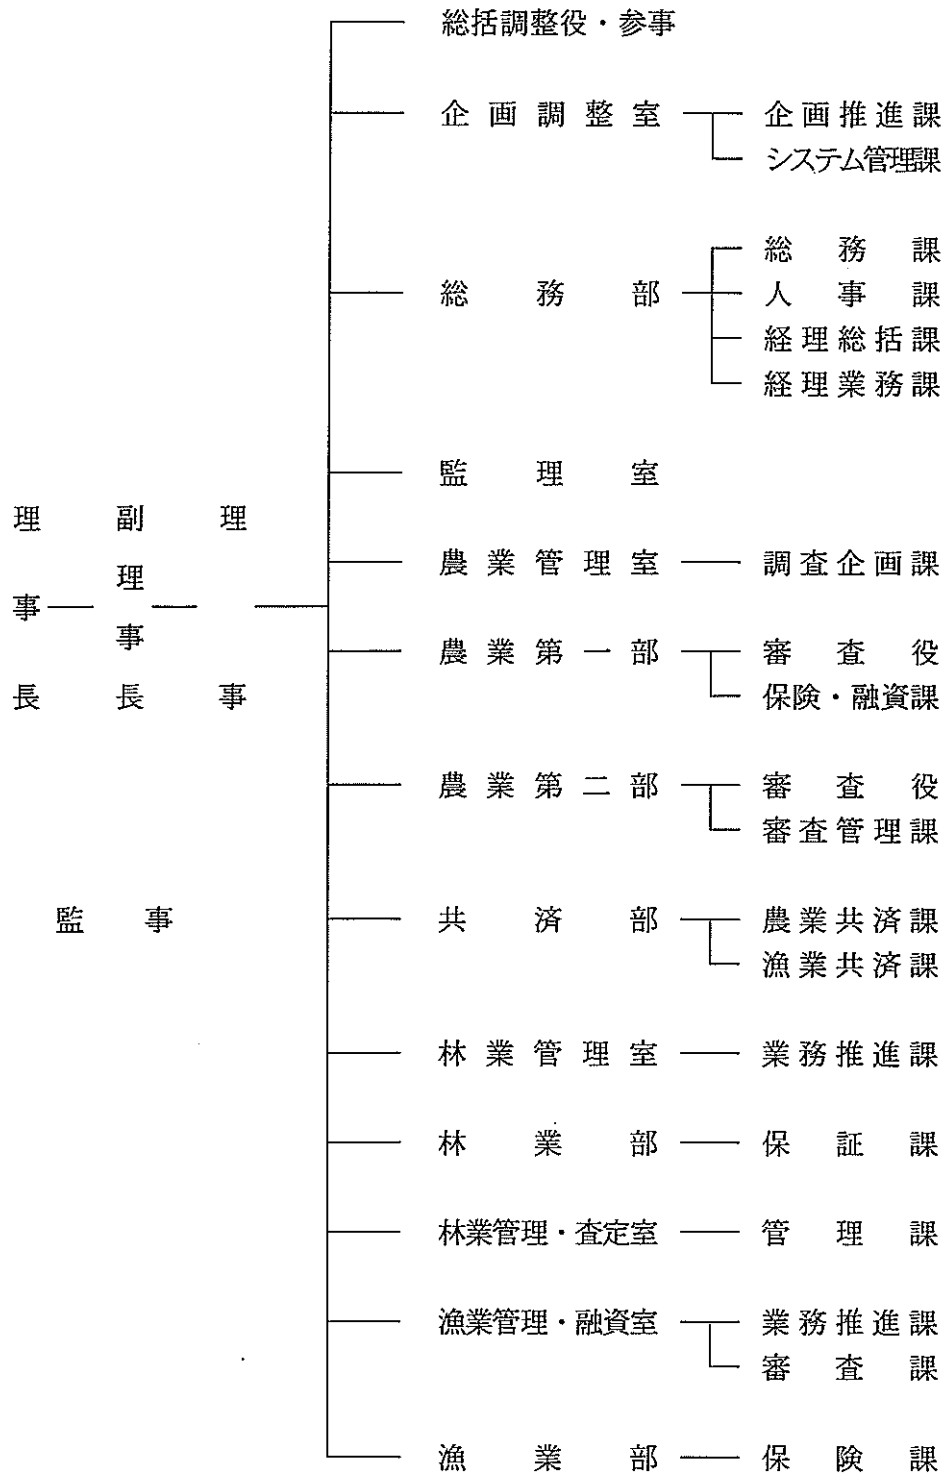 総括調整役・参事
企画調整室
企画推進課
システム管理課
総務部
総務課
人事課
経理総括課
経理業務課
監理室
理事長
副理事長
理事
農業管理室
調査企画課
農業第一部
審査役
保険・融資課
農業第二部
審査役
審査管理課
監事
共済部
農業共済課
漁業共済課
林業管理室
業務推進課
林業部
保証課
林業管理・査定室
管理課
漁業管理・融資室
業務推進課
審査課
漁業部
保険課